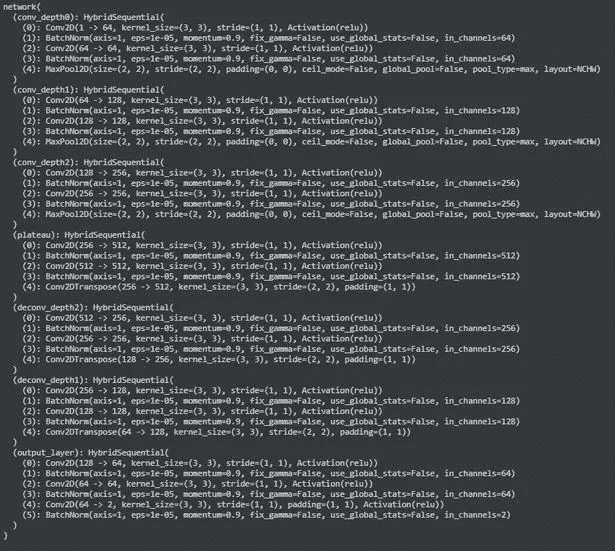 network(
(conv_depth0): HybridSequential(
(0): Conv2D(1 -> 64, kernel_size=(3, 3), stride=(1, 1), Activation(relu))
(1): BatchNorm(axis=1, eps=1e-05, momentum=0.9, fix_gamma=False, use_global_stats=False, in_channels=64)
(2): Conv2D(64 -> 64, kernel_size=(3, 3), stride=(1, 1), Activation(relu))
(3): BatchNorm(axis=1, eps=1e-05, momentum=0.9, fix_gamma=False, use_global_stats=False, in_channels=64)
(4): MaxPool2D(size=(2, 2), stride=(2, 2), padding=(0, 0), ceil_mode=False, global_pool=False, pool_type=max, layout=NCHW)
)
(conv_depth1): HybridSequential(
(0): Conv2D(64 -> 128, kernel_size=(3, 3), stride=(1, 1), Activation(relu))
(1): BatchNorm(axis=1, eps=1e-05, momentum=0.9, fix_gamma=False, use_global_stats=False, in_channels=128)
(2): Conv2D(128 -> 128, kernel_size=(3, 3), stride=(1, 1), Activation(relu))
(3): BatchNorm(axis=1, eps=1e-05, momentum=0.9, fix_gamma=False, use_global_stats=False, in_channels=128)
(4): MaxPool2D(size=(2, 2), stride=(2, 2), padding=(0, 0), ceil_mode=False, global_pool=False, pool_type=max, layout=NCHW)
)
(conv_depth2): HybridSequential(
(0): Conv2D(128 -> 256, kernel_size=(3, 3), stride=(1, 1), Activation(relu))
(1): BatchNorm(axis=1, eps=1e-05, momentum=0.9, fix_gamma=False, use_global_stats=False, in_channels=256)
(2): Conv2D(256 -> 256, kernel_size=(3, 3), stride=(1, 1), Activation(relu))
(3): BatchNorm(axis=1, eps=1e-05, momentum=0.9, fix_gamma=False, use_global_stats=False, in_channels=256)
(4): MaxPool2D(size=(2, 2), stride=(2, 2), padding=(0, 0), ceil_mode=False, global_pool=False, pool_type=max, layout=NCHW)
)
(plateau): HybridSequential(
(0): Conv2D(256 -> 512, kernel_size=(3, 3), stride=(1, 1), Activation(relu))
(1): BatchNorm(axis=1, eps=1e-05, momentum=0.9, fix_gamma=False, use_global_stats=False, in_channels=512)
(2): Conv2D(512 -> 512, kernel_size=(3, 3), stride=(1, 1), Activation(relu))
(3): BatchNorm(axis=1, eps=1e-05, momentum=0.9, fix_gamma=False, use_global_stats=False, in_channels=512)
(4): Conv2DTranspose(256 -> 512, kernel_size=(3, 3), stride=(2, 2), padding=(1, 1))
)
(deconv_depth2): HybridSequential(
(0): Conv2D(512 -> 256, kernel_size=(3, 3), stride=(1, 1), Activation(relu))
(1): BatchNorm(axis=1, eps=1e-05, momentum=0.9, fix_gamma=False, use_global_stats=False, in_channels=256)
(2): Conv2D(256 -> 256, kernel_size=(3, 3), stride=(1, 1), Activation(relu))
(3): BatchNorm(axis=1, eps=1e-05, momentum=0.9, fix_gamma=False, use_global_stats=False, in_channels=256)
(4): Conv2DTranspose(128 -> 256, kernel_size=(3, 3), stride=(2, 2), padding=(1, 1))
)
(deconv_depth1): HybridSequential(
(0): Conv2D(256 -> 128, kernel_size=(3, 3), stride=(1, 1), Activation(relu))
(1): BatchNorm(axis=1, eps=1e-05, momentum=0.9, fix_gamma=False, use_global_stats=False, in_channels=128)
(2): Conv2D(128 -> 128, kernel_size=(3, 3), stride=(1, 1), Activation(relu))
(3): BatchNorm(axis=1, eps=1e-05, momentum=0.9, fix_gamma=False, use_global_stats=False, in_channels=128)
(4): Conv2DTranspose(64 -> 128, kernel_size=(3, 3), stride=(2, 2), padding=(1, 1))
)
(output_layer): HybridSequential(
(0): Conv2D(128 -> 64, kernel_size=(3, 3), stride=(1, 1), Activation(relu))
(1): BatchNorm(axis=1, eps=1e-05, momentum=0.9, fix_gamma=False, use_global_stats=False, in_channels=64)
(2): Conv2D(64 -> 64, kernel_size=(3, 3), stride=(1, 1), Activation(relu))
(3): BatchNorm(axis=1, eps=1e-05, momentum=0.9, fix_gamma=False, use_global_stats=False, in_channels=64)
(4): Conv2D(64 -> 2, kernel_size=(3, 3), stride=(1, 1), padding=(1, 1), Activation(relu))
(5): BatchNorm(axis=1, eps=1e-05, momentum=0.9, fix_gamma=False, use_global_stats=False, in_channels=2)
)
)